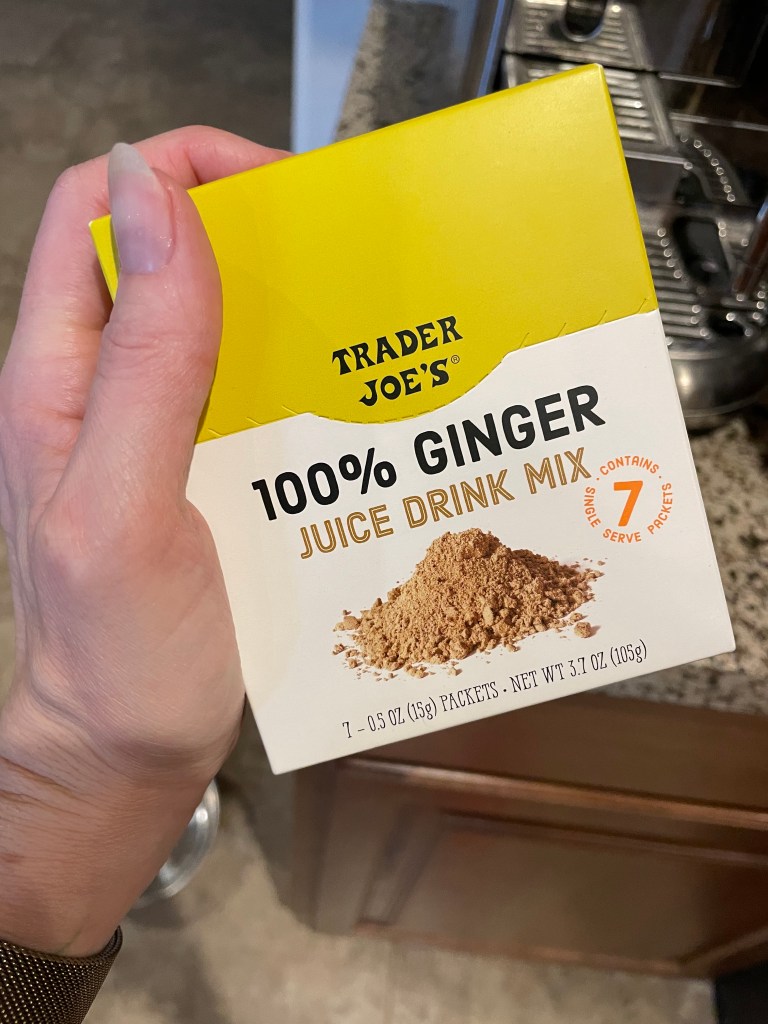 TRADER
JOE'S®
100% GINGER
JUICE DRINK MIX
· CONTAINS ·
7
SINGLE SERVE PACKETS
7 – 0.5 OZ (15g) PACKETS • NET WT 3.7 OZ (105g)